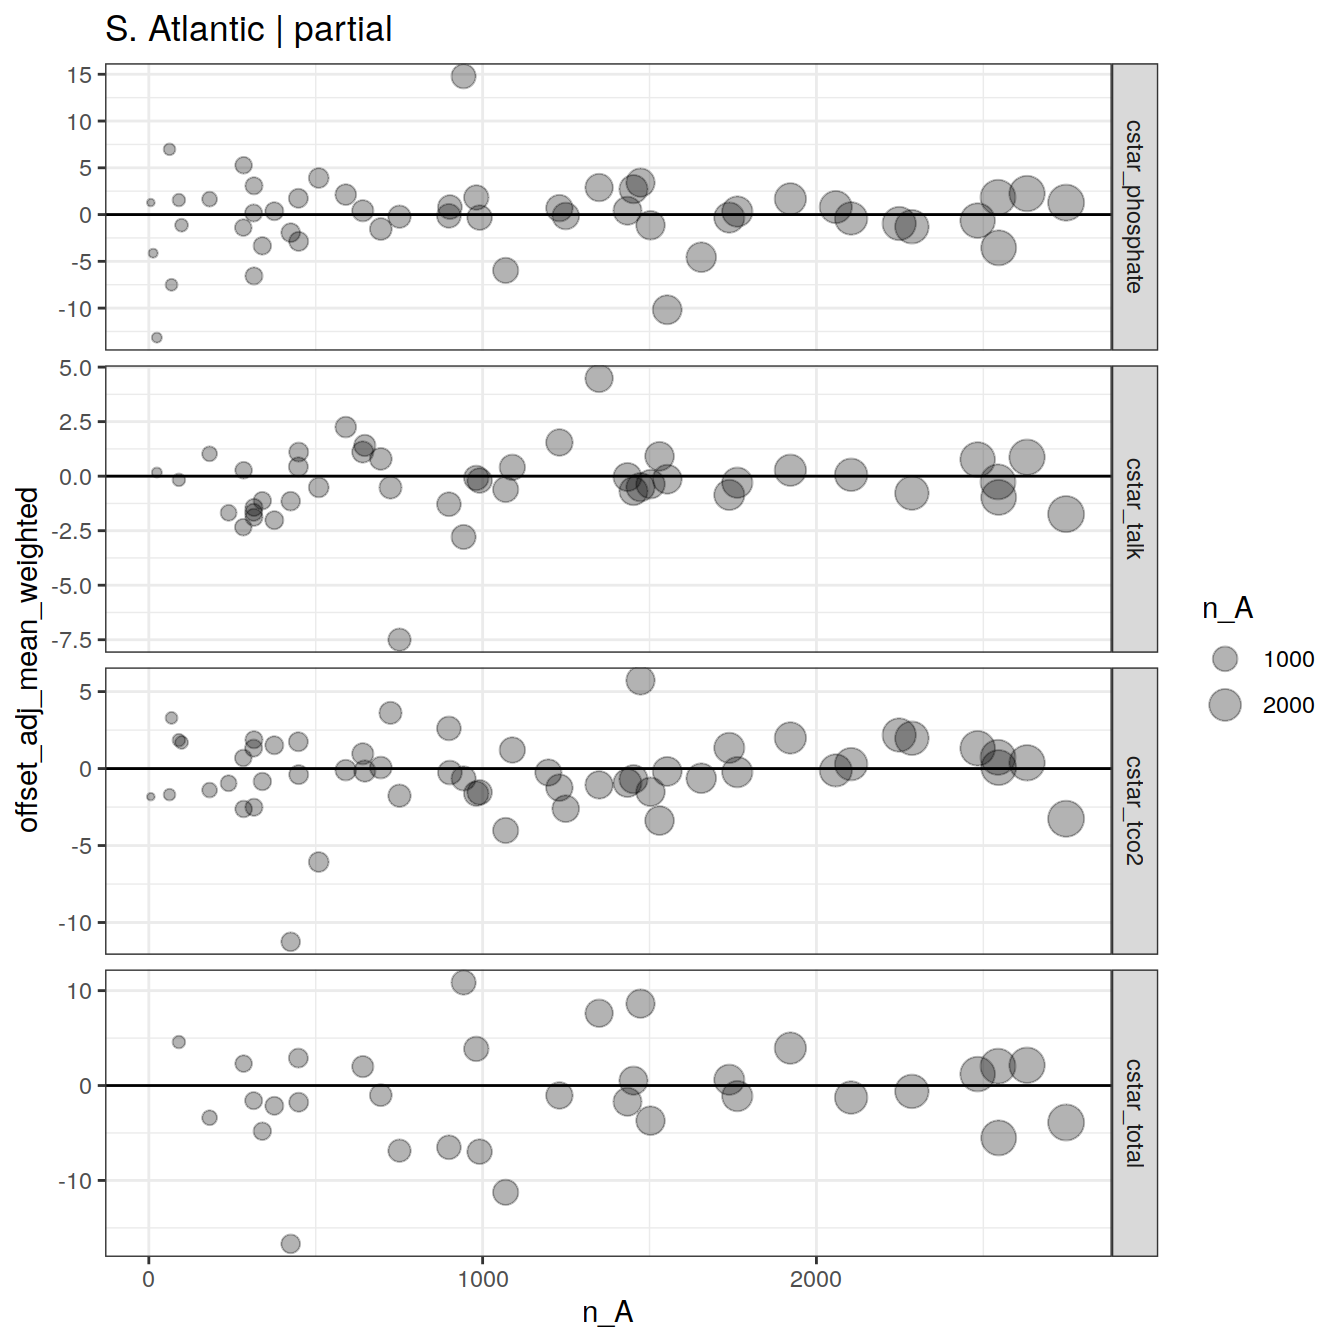 S. Atlantic | partial
offset_adj_mean_weighted
15
10
5
0
-5
-10
cstar_phosphate
5.0
2.5
0.0
-2.5
-5.0
-7.5
cstar_talk
5
0
-5
-10
cstar_tco2
10
0
-10
cstar_total
0 1000 2000
n_A
n_A
1000
2000